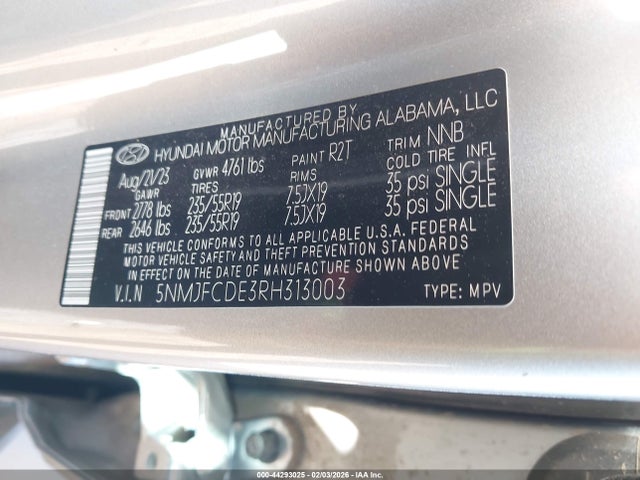 MANUFACTURED BY
HYUNDAI MOTOR MANUFACTURING ALABAMA, LLC
Aug/21/23 GVWR 4761 lbs PAINT R2T TRIM NNB
GAWR TIRES RIMS COLD TIRE INFL
FRONT 2778 lbs 235/55R19 7.5JX19 35 psi SINGLE
REAR 2646 lbs 235/55R19 7.5JX19 35 psi SINGLE
THIS VEHICLE CONFORMS TO ALL APPLICABLE U.S.A. FEDERAL
MOTOR VEHICLE SAFETY AND THEFT PREVENTION STANDARDS
IN EFFECT ON THE DATE OF MANUFACTURE SHOWN ABOVE.
V.I.N 5NMJFCDE3RH313003 TYPE: MPV
000-44293025 - 02/03/2026 - IAAI.com